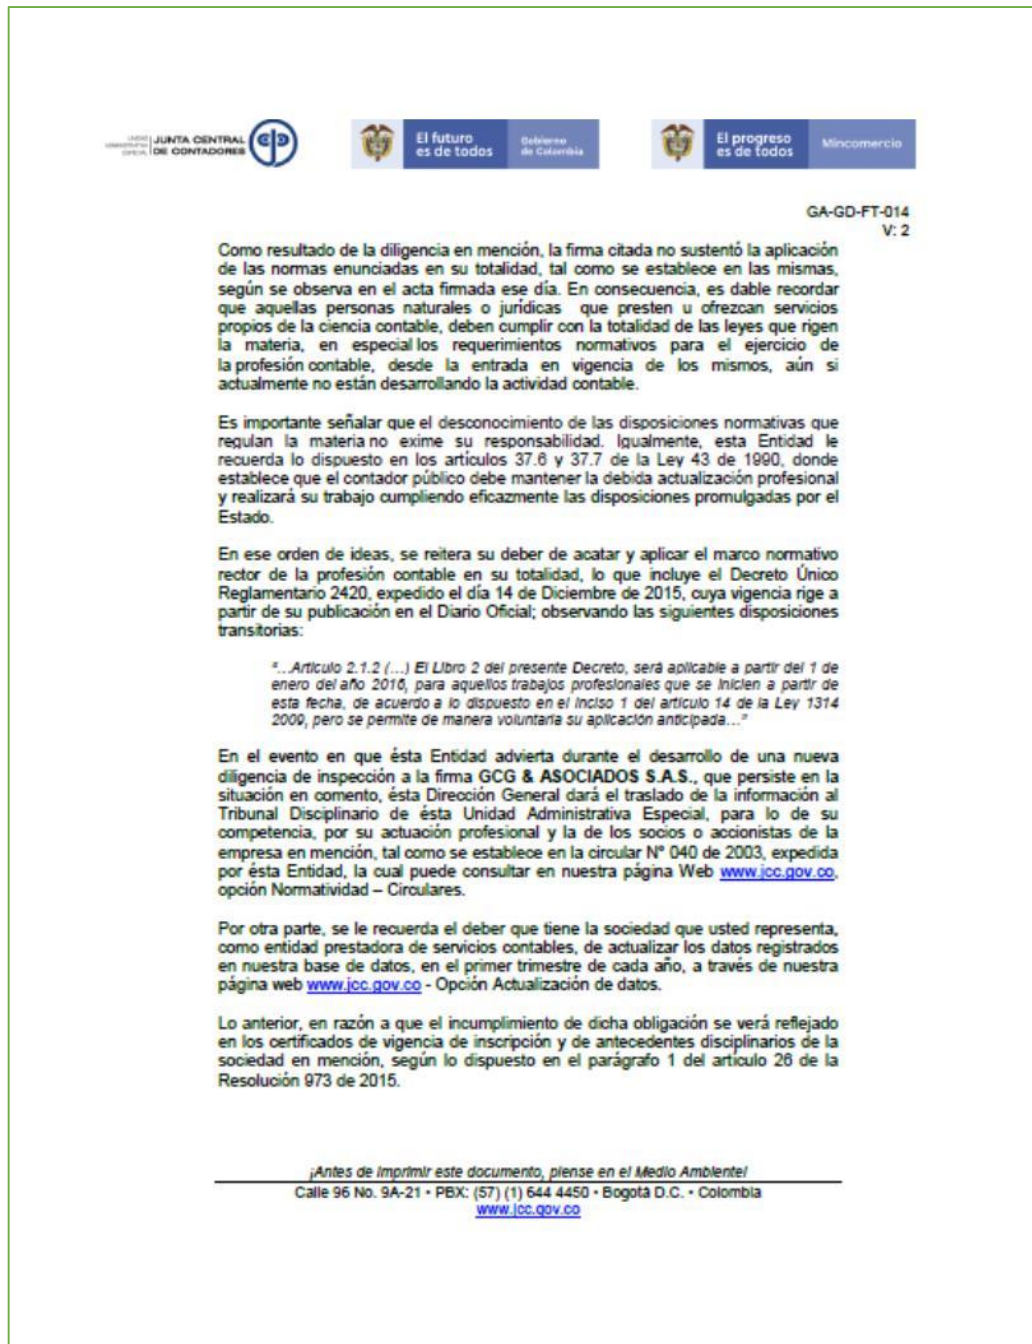 UNIDAD
ADMINISTRATIVA
ESPECIAL
JUNTA CENTRAL
DE CONTADORES
El futuro
es de todos
Gobierno
de Colombia
El progreso
es de todos
Mincomercio
GA-GD-FT-014
V: 2
Como resultado de la diligencia en mención, la firma citada no sustentó la aplicación
de las normas enunciadas en su totalidad, tal como se establece en las mismas,
según se observa en el acta firmada ese día. En consecuencia, es dable recordar
que aquellas personas naturales o jurídicas que presten u ofrezcan servicios
propios de la ciencia contable, deben cumplir con la totalidad de las leyes que rigen
la materia, en especial los requerimientos normativos para el ejercicio de
la profesión contable, desde la entrada en vigencia de los mismos, aún si
actualmente no están desarrollando la actividad contable.
Es importante señalar que el desconocimiento de las disposiciones normativas que
regulan la materia no exime su responsabilidad. Igualmente, esta Entidad le
recuerda lo dispuesto en los artículos 37.6 y 37.7 de la Ley 43 de 1990, donde
establece que el contador público debe mantener la debida actualización profesional
y realizará su trabajo cumpliendo eficazmente las disposiciones promulgadas por el
Estado.
En ese orden de ideas, se reitera su deber de acatar y aplicar el marco normativo
rector de la profesión contable en su totalidad, lo que incluye el Decreto Único
Reglamentario 2420, expedido el día 14 de Diciembre de 2015, cuya vigencia rige a
partir de su publicación en el Diario Oficial; observando las siguientes disposiciones
transitorias:
"...Artículo 2.1.2 (...) El Libro 2 del presente Decreto, será aplicable a partir del 1 de
enero del año 2016, para aquellos trabajos profesionales que se inicien a partir de
esta fecha, de acuerdo a lo dispuesto en el inciso 1 del artículo 14 de la Ley 1314
2009, pero se permite de manera voluntaria su aplicación anticipada..."
En el evento en que ésta Entidad advierta durante el desarrollo de una nueva
diligencia de inspección a la firma GCG & ASOCIADOS S.A.S., que persiste en la
situación en comento, ésta Dirección General dará el traslado de la información al
Tribunal Disciplinario de ésta Unidad Administrativa Especial, para lo de su
competencia, por su actuación profesional y la de los socios o accionistas de la
empresa en mención, tal como se establece en la circular N° 040 de 2003, expedida
por ésta Entidad, la cual puede consultar en nuestra página Web www.jcc.gov.co,
opción Normatividad – Circulares.
Por otra parte, se le recuerda el deber que tiene la sociedad que usted representa,
como entidad prestadora de servicios contables, de actualizar los datos registrados
en nuestra base de datos, en el primer trimestre de cada año, a través de nuestra
página web www.jcc.gov.co - Opción Actualización de datos.
Lo anterior, en razón a que el incumplimiento de dicha obligación se verá reflejado
en los certificados de vigencia de inscripción y de antecedentes disciplinarios de la
sociedad en mención, según lo dispuesto en el parágrafo 1 del artículo 26 de la
Resolución 973 de 2015.
¡Antes de imprimir este documento, piense en el Medio Ambiente!
Calle 96 No. 9A-21 • PBX: (57) (1) 644 4450 • Bogotá D.C. • Colombia
www.jcc.gov.co